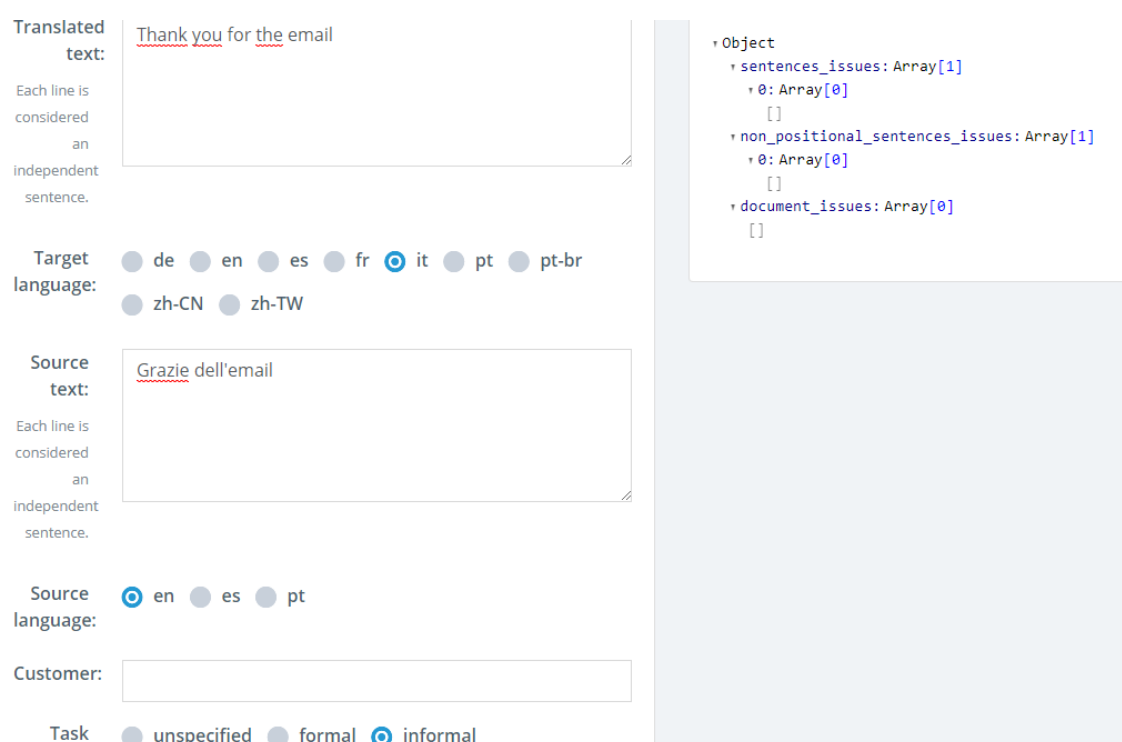 Translated
text:
Each line is
considered
an
independent
sentence.
Thank you for the email
Target
language:
de en es fr it pt pt-br
zh-CN zh-TW
Source
text:
Each line is
considered
an
independent
sentence.
Grazie dell'email
Source
language:
en es pt
Customer:
Task
unspecified formal informal
Object
sentences_issues: Array[1]
0: Array[0]
[]
non_positional_sentences_issues: Array[1]
0: Array[0]
[]
document_issues: Array[0]
[]